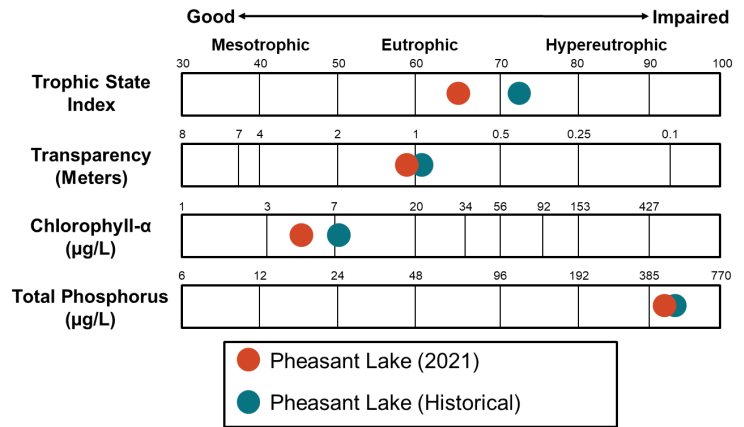 Good Impaired
Mesotrophic Eutrophic Hypereutrophic
30 40 50 60 70 80 90 100
Trophic State
Index
8 7 4 2 1 0.5 0.25 0.1
Transparency
(Meters)
1 3 7 20 34 56 92 153 427
Chlorophyll-α
(µg/L)
6 12 24 48 96 192 385 770
Total Phosphorus
(µg/L)
Pheasant Lake (2021)
Pheasant Lake (Historical)